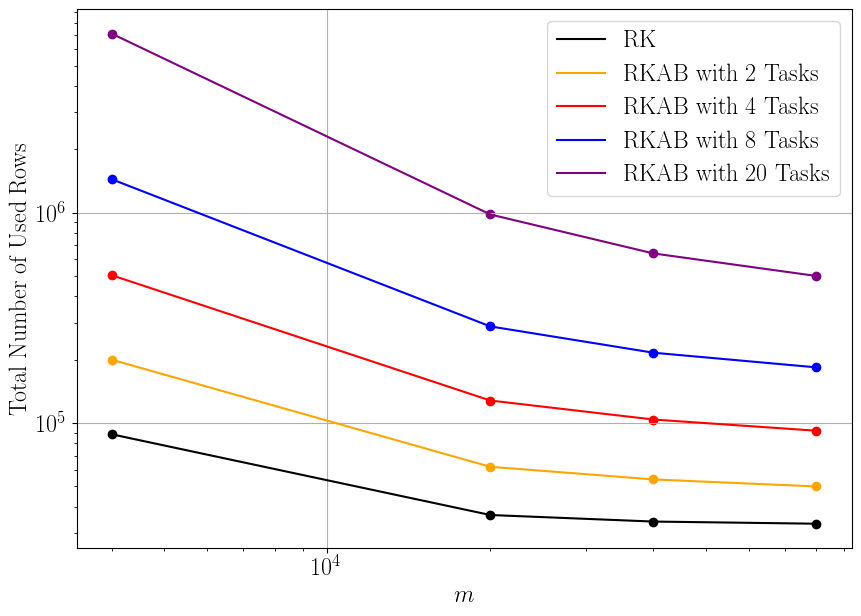 RK
RKAB with 2 Tasks
RKAB with 4 Tasks
RKAB with 8 Tasks
RKAB with 20 Tasks
Total Number of Used Rows
10^6
10^5
10^4
m